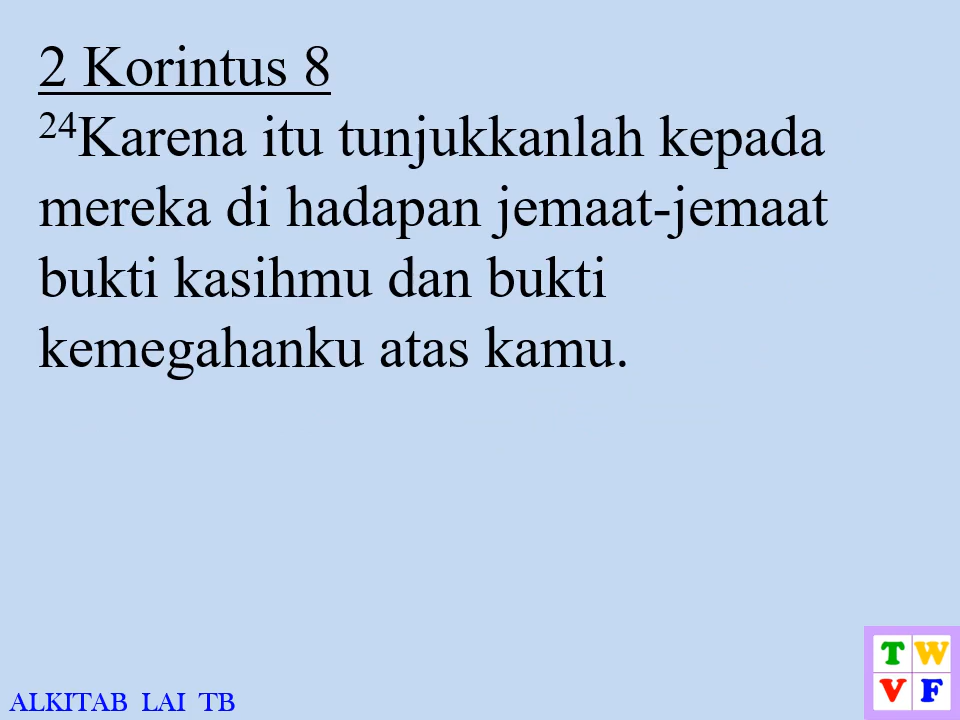 2 Korintus 8
24Karena itu tunjukkanlah kepada
mereka di hadapan jemaat-jemaat
bukti kasihmu dan bukti
kemegahanku atas kamu.
T W
V F
ALKITAB LAI TB